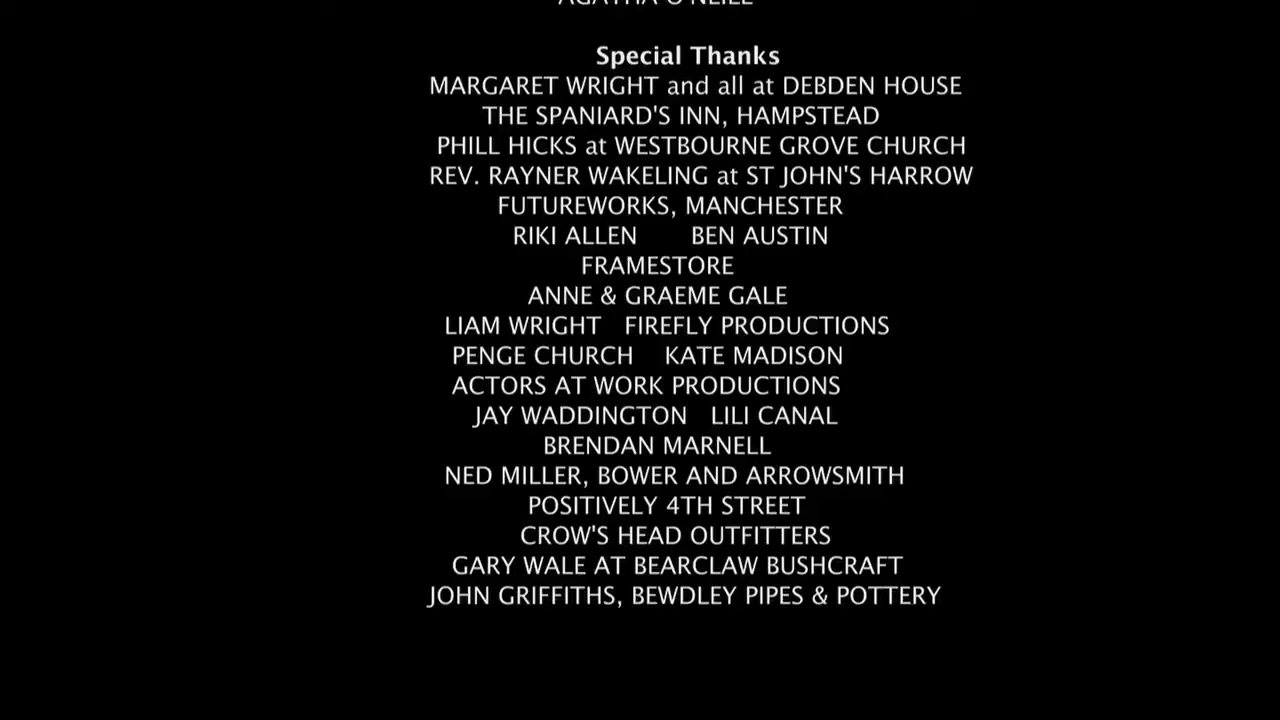 AGATHA O'NEILL
Special Thanks
MARGARET WRIGHT and all at DEBDEN HOUSE
THE SPANIARD'S INN, HAMPSTEAD
PHILL HICKS at WESTBOURNE GROVE CHURCH
REV. RAYNER WAKELING at ST JOHN'S HARROW
FUTUREWORKS, MANCHESTER
RIKI ALLEN BEN AUSTIN
FRAMESTORE
ANNE & GRAEME GALE
LIAM WRIGHT FIREFLY PRODUCTIONS
PENGE CHURCH KATE MADISON
ACTORS AT WORK PRODUCTIONS
JAY WADDINGTON LILI CANAL
BRENDAN MARNELL
NED MILLER, BOWER AND ARROWSMITH
POSITIVELY 4TH STREET
CROW'S HEAD OUTFITTERS
GARY WALE AT BEARCLAW BUSHCRAFT
JOHN GRIFFITHS, BEWDLEY PIPES & POTTERY